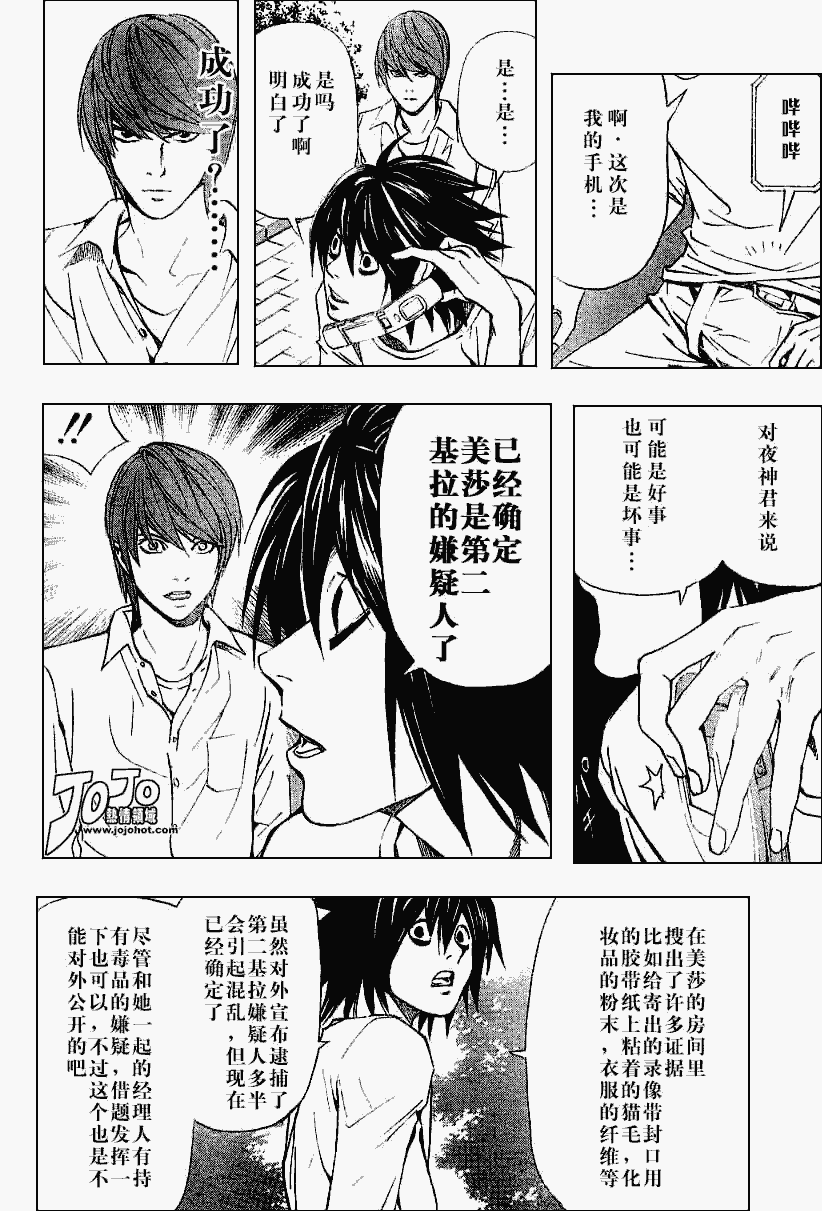 哔哔哔
啊·这次是
我的手机…
是…是…
是吗
成功了啊
明白了
成功了?………
对夜神君来说
可能是好事
也可能是坏事…
已经确定
美莎是第二
基拉的嫌疑人了
!!
JOJO
熱情領域
www.jojohot.com
在美莎的房间里
搜出了许多证据
比如给寄出的录像带封口用
的胶带纸上粘着的猫毛，化
妆品的粉末，衣服的纤维等
虽然对外宣布逮捕了
第二基拉嫌疑人多半
会引起混乱，但现在
已经确定了
尽管和她一起的经理人有持
有毒品的嫌疑，借题发挥一
下也可以，不过这个也是不
能对外公开的吧